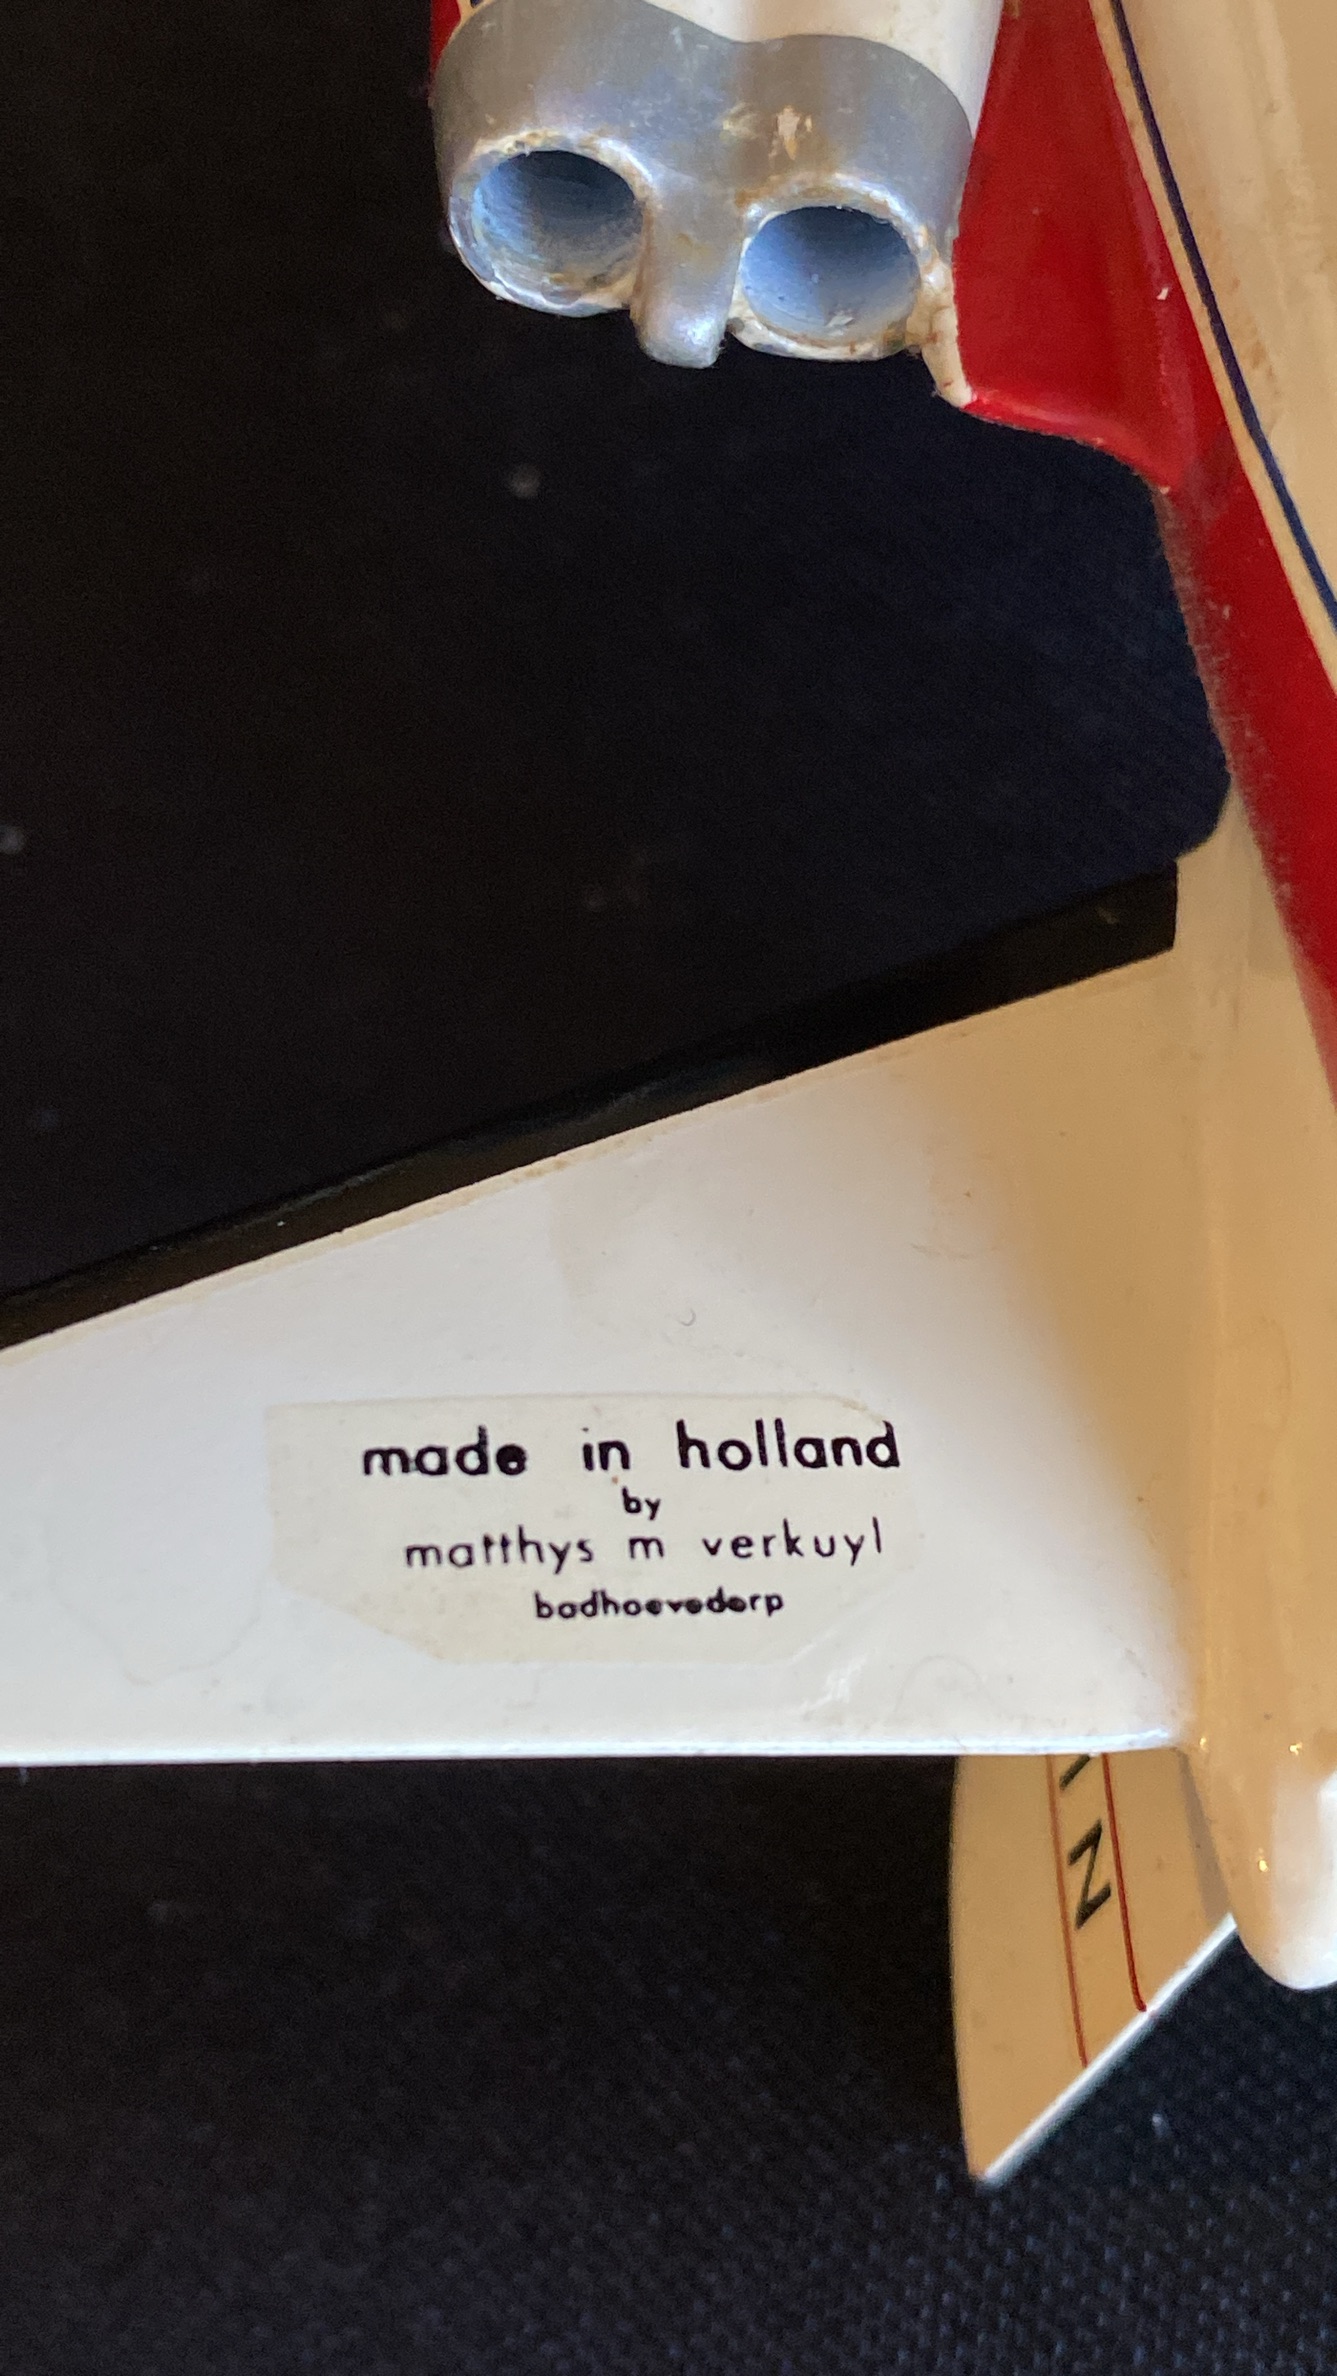 made in holland
by
matthys m verkuyl
badhoevedorp
N